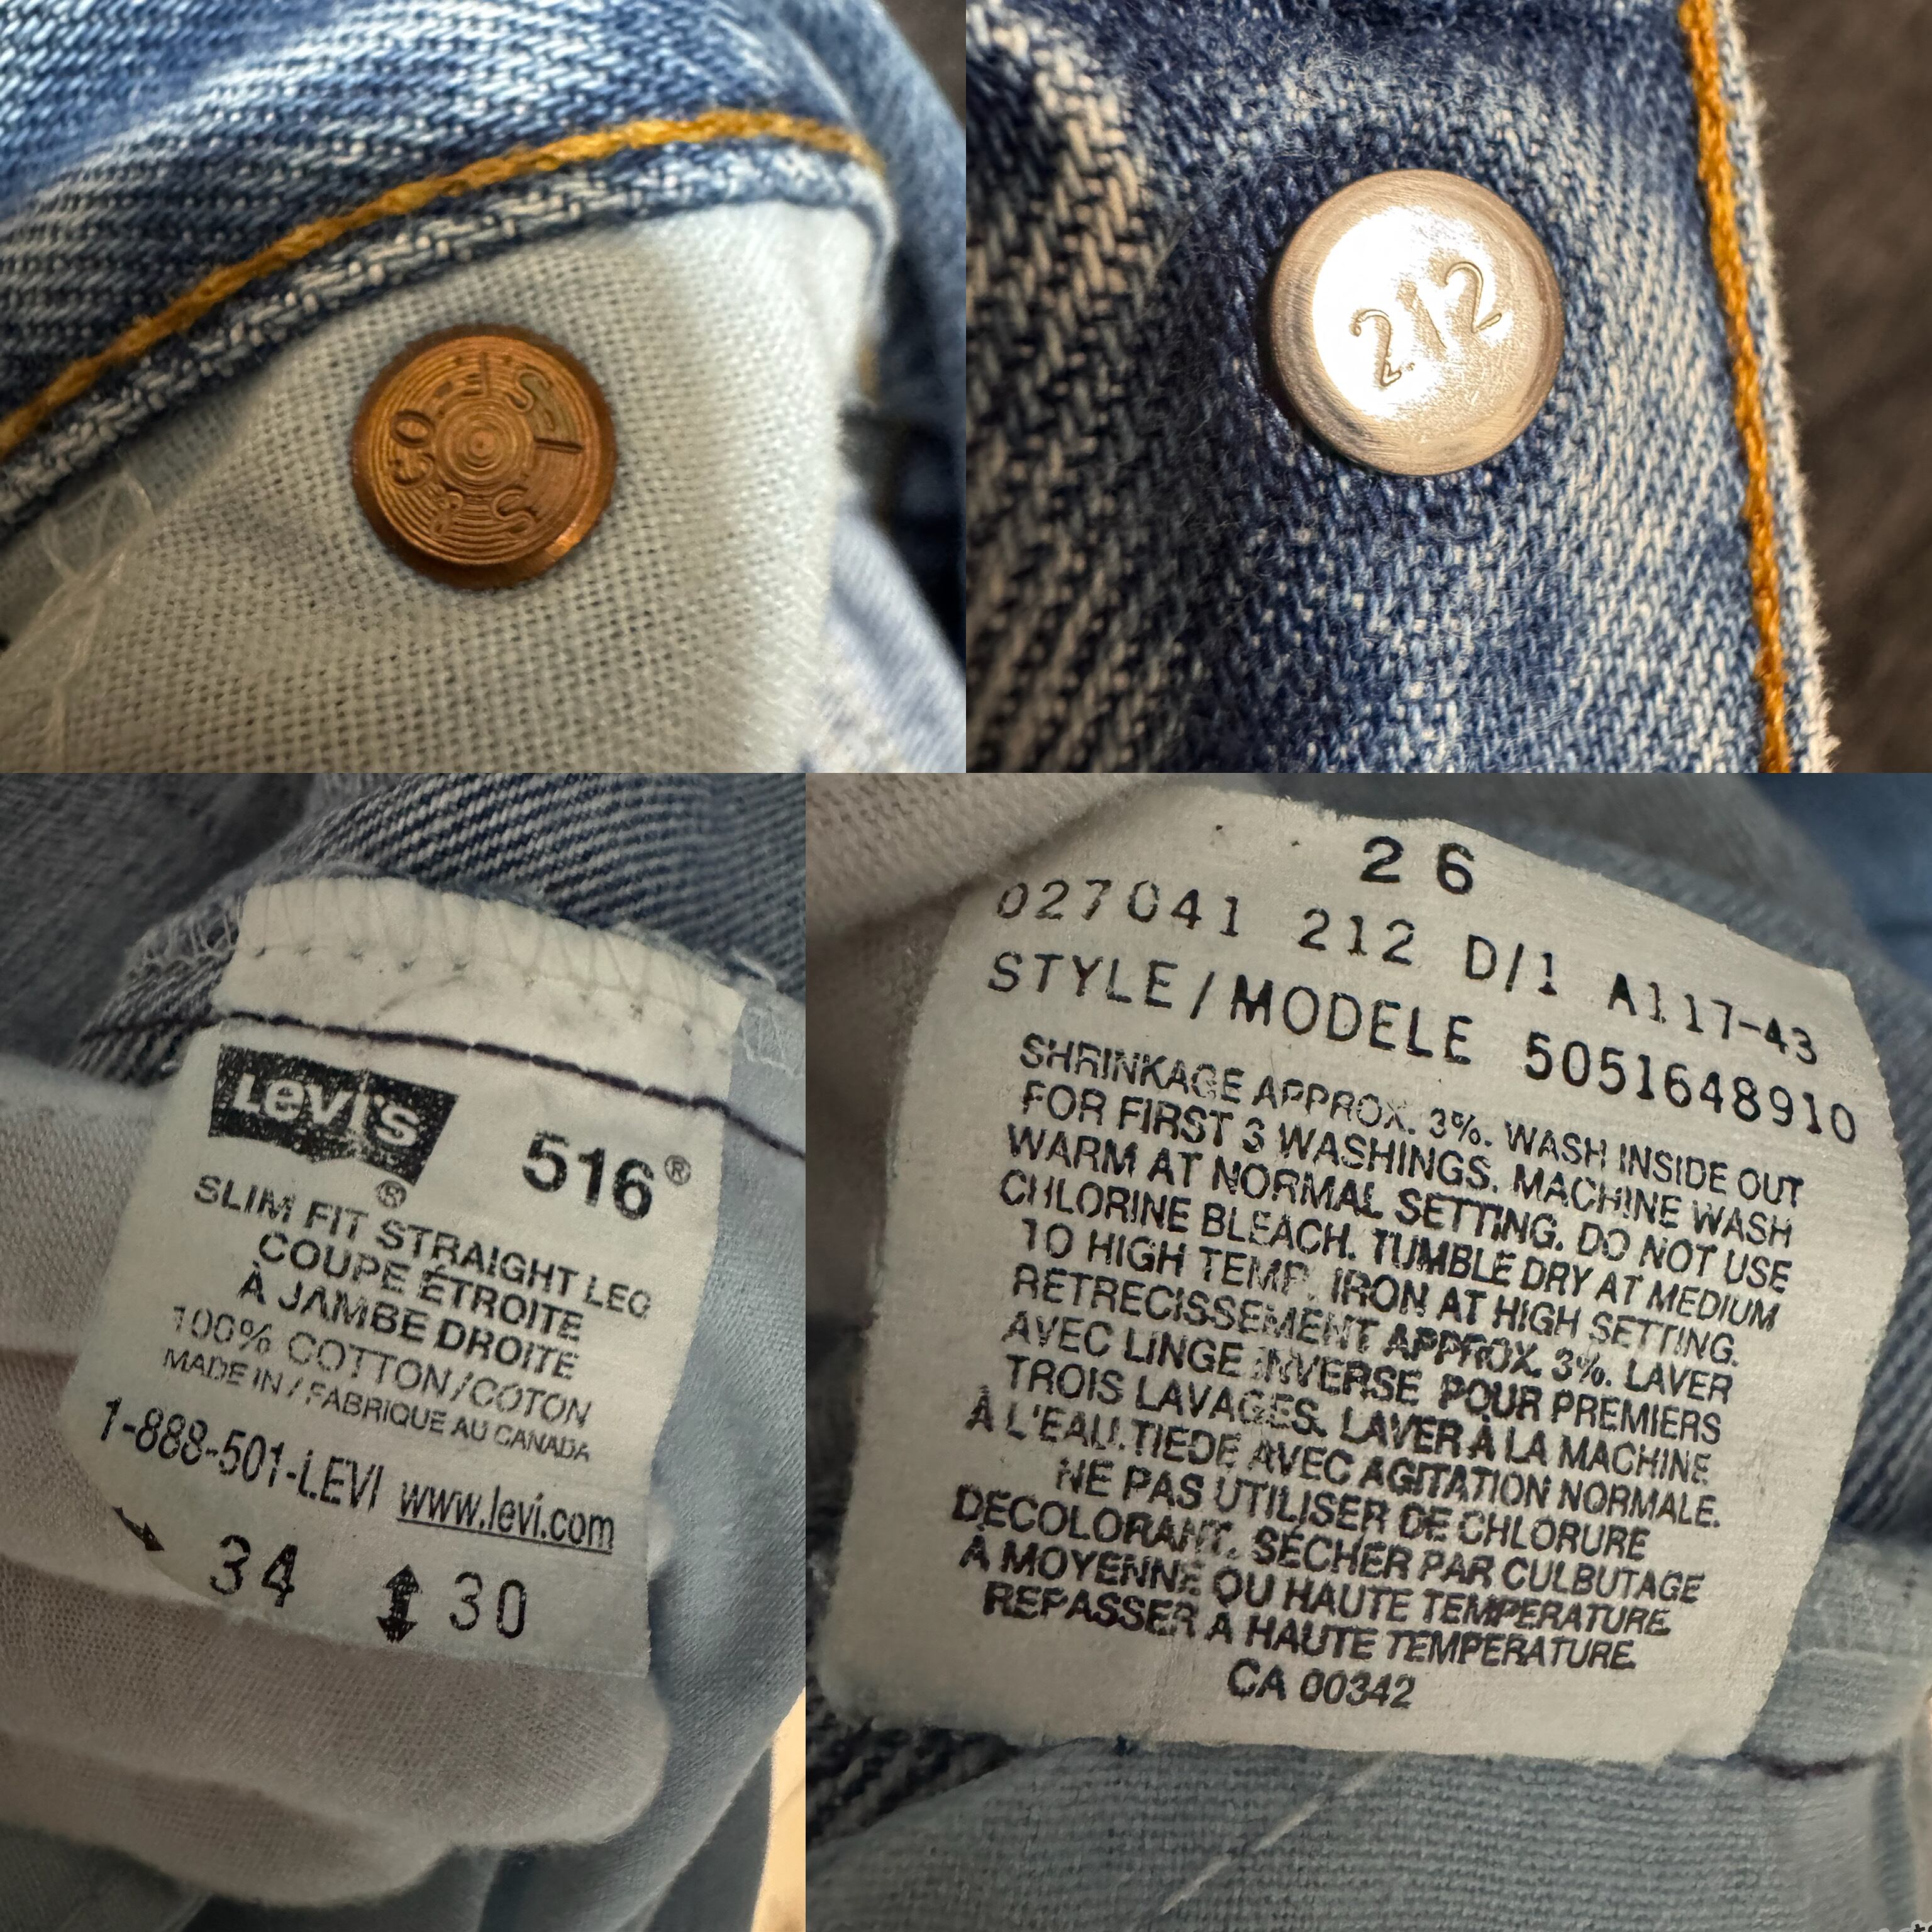 L S & CO - S.F. -
212
Levi's
®
516®
SLIM FIT STRAIGHT LEG
COUPE ÉTROITE
À JAMBE DROITE
100% COTTON/COTON
MADE IN / FABRIQUE AU CANADA
1-888-501-LEVI www.levi.com
34 30
26
027041 212 D/1 A117-43
STYLE/MODELE 5051648910
SHRINKAGE APPROX. 3%. WASH INSIDE OUT
FOR FIRST 3 WASHINGS. MACHINE WASH
WARM AT NORMAL SETTING. DO NOT USE
CHLORINE BLEACH. TUMBLE DRY AT MEDIUM
TO HIGH TEMP. IRON AT HIGH SETTING.
RETRECISSEMENT APPROX. 3%. LAVER
AVEC LINGE INVERSE POUR PREMIERS
TROIS LAVAGES. LAVER À LA MACHINE
À L'EAU TIEDE AVEC AGITATION NORMALE.
NE PAS UTILISER DE CHLORURE
DECOLORANT. SÉCHER PAR CULBUTAGE
À MOYENNE OU HAUTE TEMPERATURE
REPASSER A HAUTE TEMPERATURE.
CA 00342